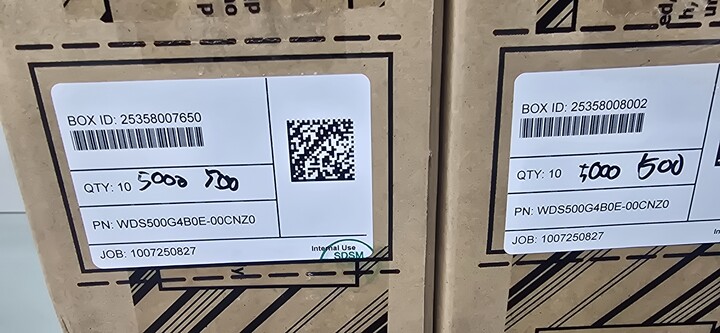 BOX ID: 25358007650
QTY: 10 5000 500
PN: WDS500G4B0E-00CNZ0
JOB: 1007250827
Internal Use
SDSM
BOX ID: 25358008002
QTY: 10 5000 500
PN: WDS500G4B0E-00CNZ0
JOB: 1007250827